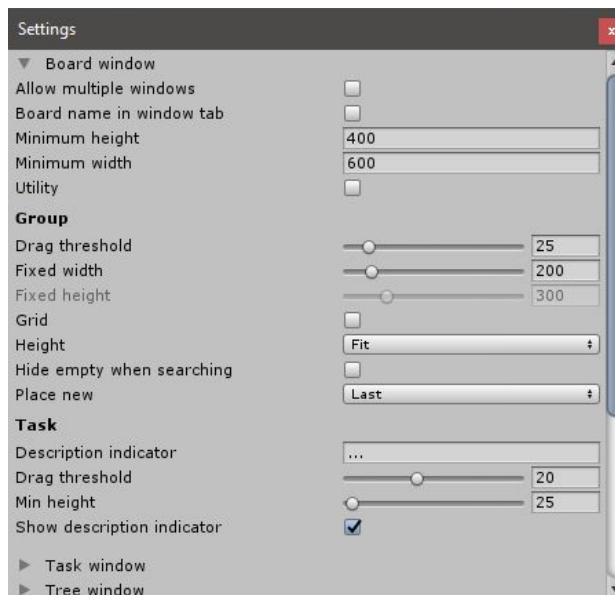 Settings
x
Board window
Allow multiple windows
Board name in window tab
Minimum height 400
Minimum width 600
Utility
Group
Drag threshold 25
Fixed width 200
Fixed height 300
Grid
Height Fit
Hide empty when searching
Place new Last
Task
Description indicator ...
Drag threshold 20
Min height 25
Show description indicator
Task window
Tree window